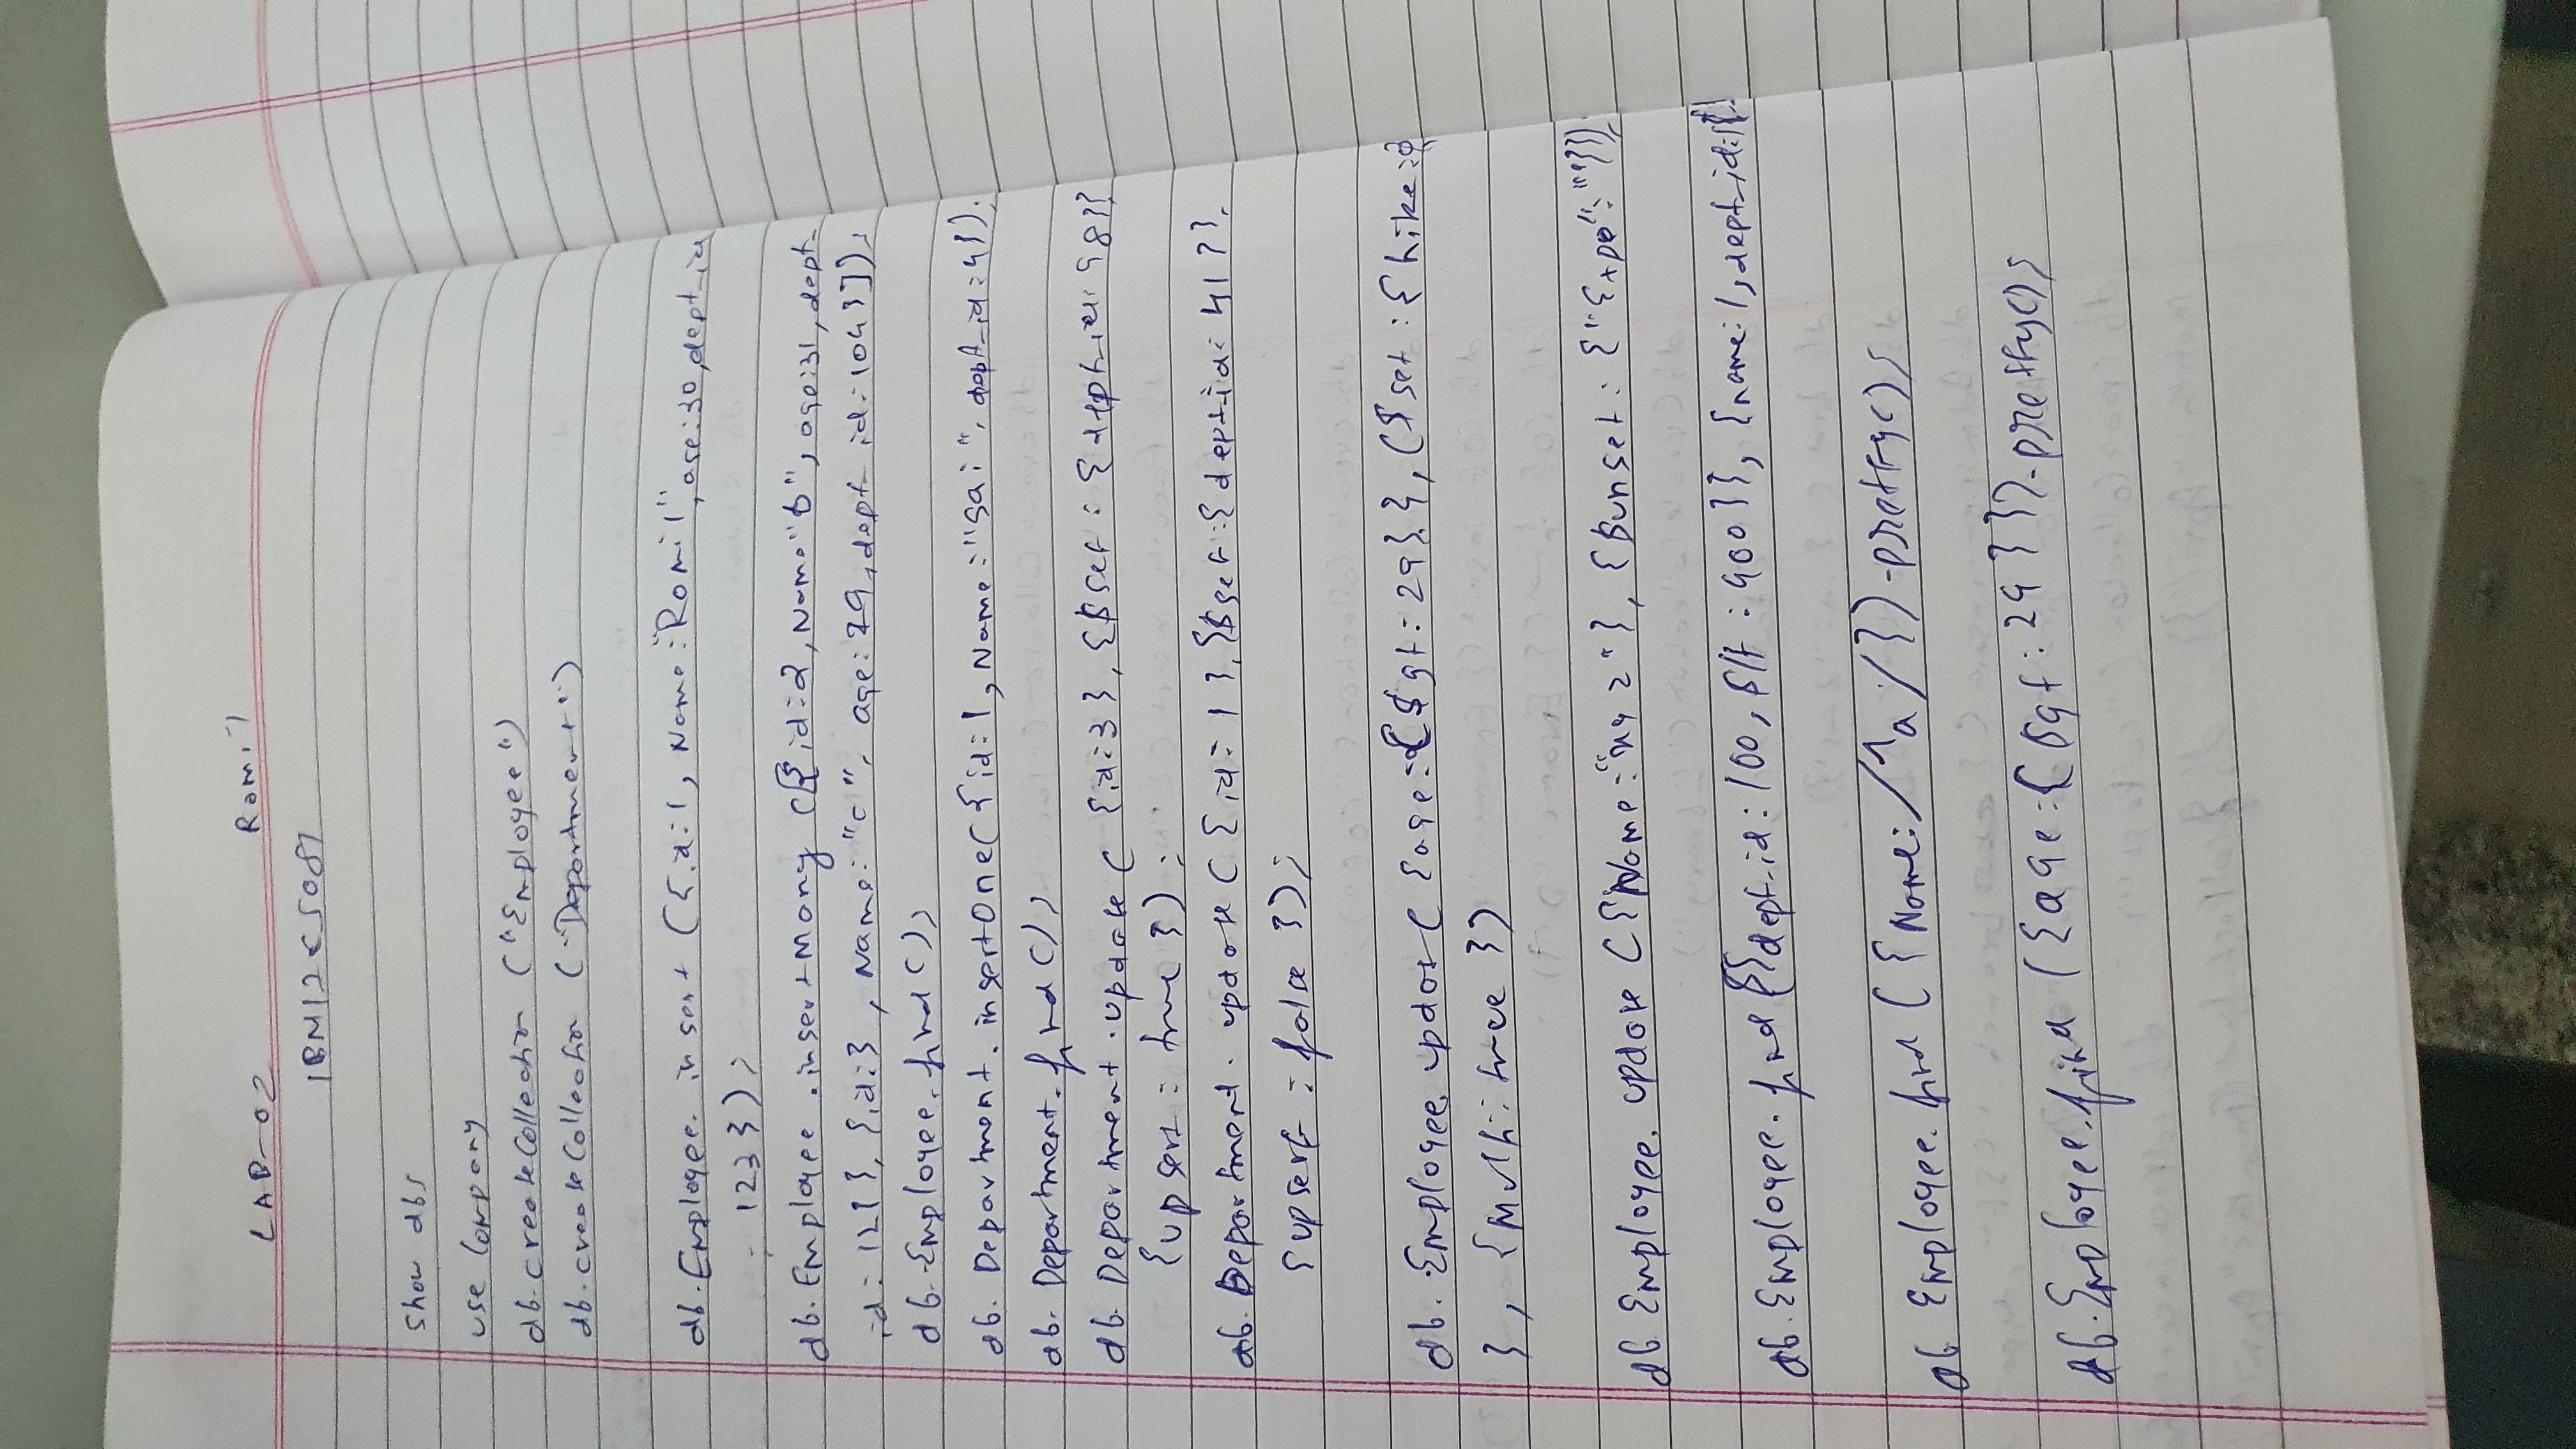 LAB-02 Romil
1BM17CS081
show dbs
use Company
db.createCollection ("Employee")
db.createCollection ("Department")
db.Employee.insert ({id:1, Name:"Romil", age:30, dept_id
: 123});
db.Employee.insertMany ([{id:2, Name"b", age:31, dept_
id:121}, {id:3, Name:"c", age:29, dept_id:104}]);
db.Employee.find();
db.Department.insertOne({id:1, Name:"Sai", dept_id:4});
db.Department.find();
db.Department.update ( {id:3}, {$set : {dept_id: 98}}
{upsert : true});
db.Department.update ({id:1}, {$set:{dept_id: 41}},
{upsert : false});
db.Employee.update ( {age:{$gt:29}}, ($set : {hike:
}, {multi: true})
db Employee.update ({Name:"xyz"}, {$unset: {"Expe":""}});
db.Employee.find {{dept_id:100, $lt : 400}}, {name:1, dept_id:1
db Employee.find ({Name: /^a/}).pretty();
db.Employee.find ({age:{$gt:29}}).pretty();